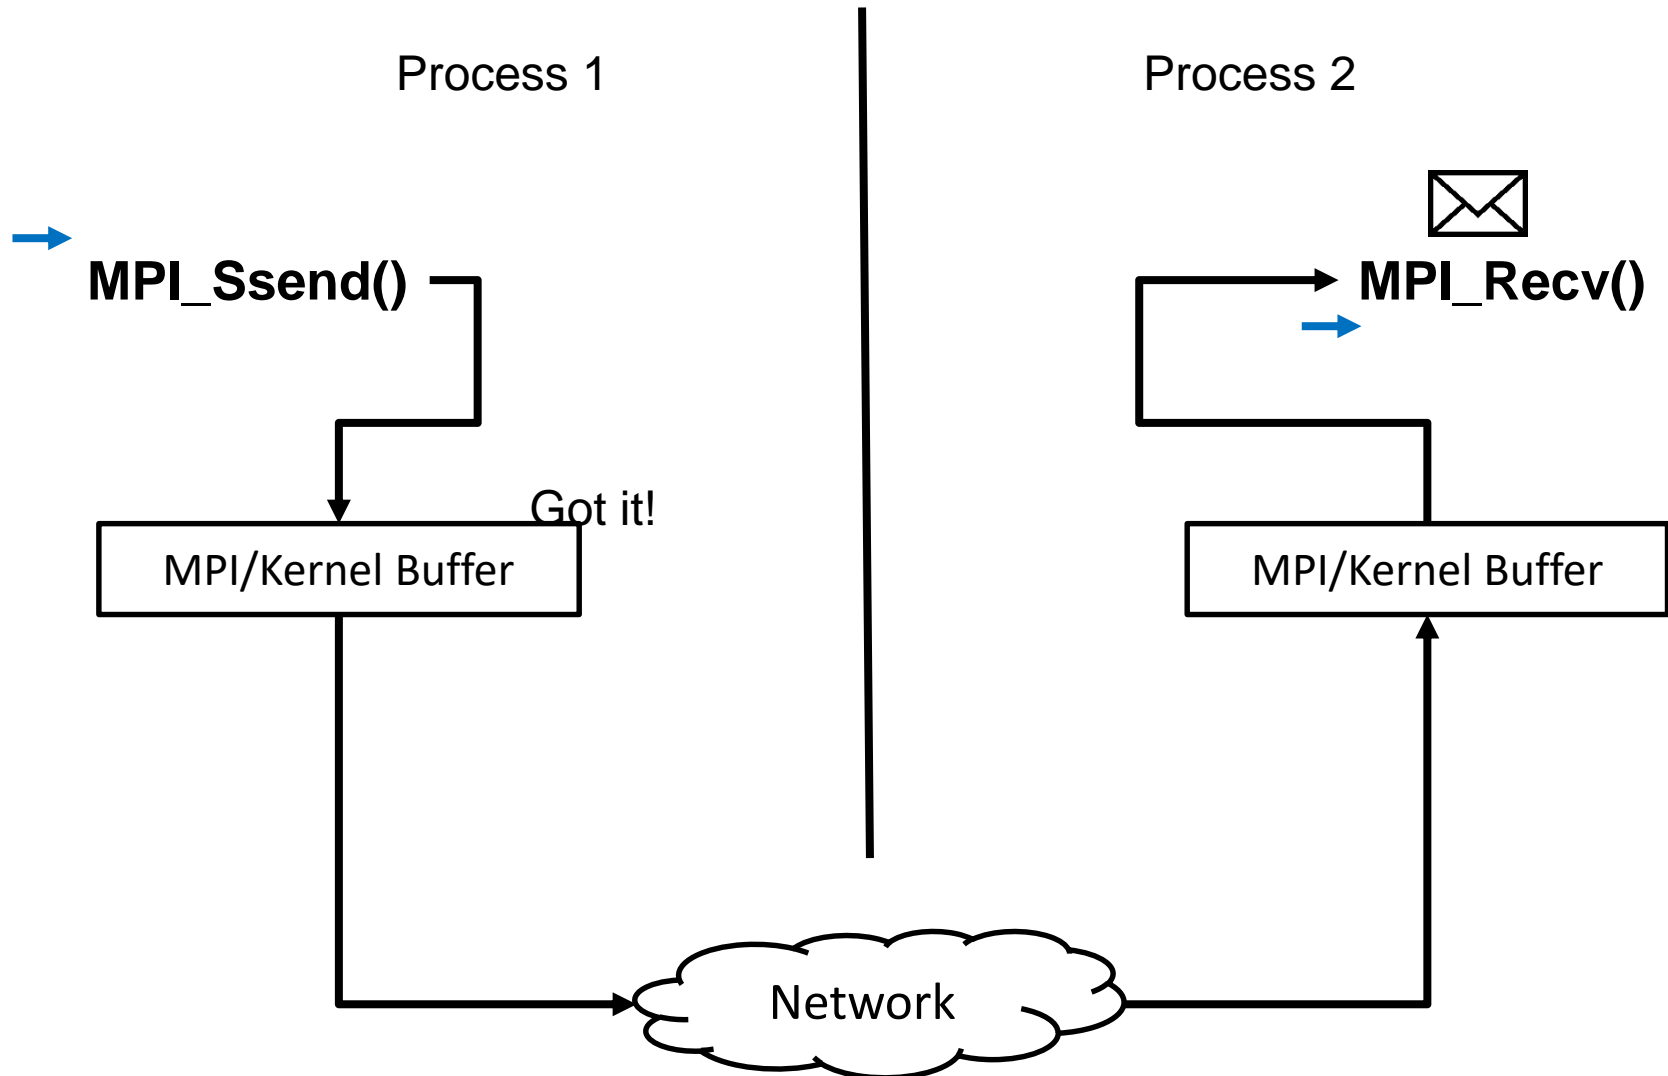 Process 1
Process 2
MPI_Ssend()
MPI_Recv()
Got it!
MPI/Kernel Buffer
MPI/Kernel Buffer
Network